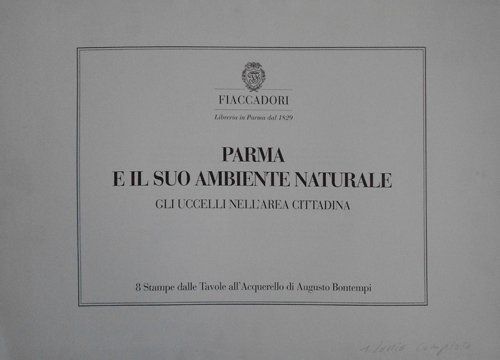 FIACCADORI
Libreria in Parma dal 1829
PARMA
E IL SUO AMBIENTE NATURALE
GLI UCCELLI NELL'AREA CITTADINA
8 Stampe dalle Tavole all'Acquerello di Augusto Bontempi